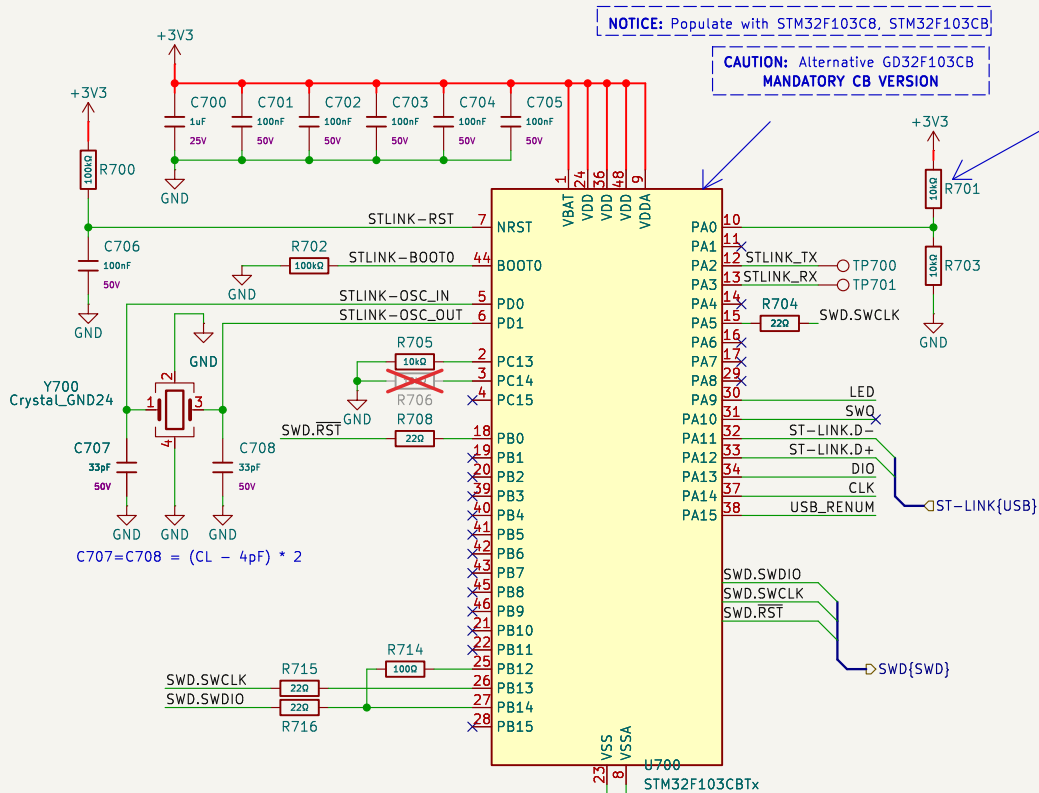 NOTICE: Populate with STM32F103C8, STM32F103CB
CAUTION: Alternative GD32F103CB
MANDATORY CB VERSION
+3V3
+3V3
+3V3
C700
1uF
25V
C701
100nF
50V
C702
100nF
50V
C703
100nF
50V
C704
100nF
50V
C705
100nF
50V
GND
R700
100kΩ
C706
100nF
50V
GND
R701
10kΩ
R703
10kΩ
GND
1 VBAT
24 VDD
36 VDD
48 VDD
9 VDDA
STLINK-RST 7 NRST
R702
100kΩ
GND
STLINK-BOOT0 44 BOOT0
STLINK-OSC_IN 5 PD0
STLINK-OSC_OUT 6 PD1
GND
R705
10kΩ
2 PC13
3 PC14
R706
GND
4 PC15
SWD.RST
R708
22Ω
18 PB0
19 PB1
20 PB2
39 PB3
40 PB4
41 PB5
42 PB6
43 PB7
45 PB8
46 PB9
21 PB10
22 PB11
R714
100Ω
25 PB12
SWD.SWCLK
R715
22Ω
26 PB13
SWD.SWDIO
22Ω
R716
27 PB14
28 PB15
Y700
Crystal_GND24
1
2
3
4
C707
33pF
50V
C708
33pF
50V
GND
GND
GND
C707=C708 = (CL - 4pF) * 2
PA0 10
PA1 11
PA2 12 STLINK_TX TP700
PA3 13 STLINK_RX TP701
PA4 14
PA5 15
R704
22Ω
SWD.SWCLK
PA6 16
PA7 17
PA8 29
PA9 30 LED
PA10 31 SWO
PA11 32 ST-LINK.D-
PA12 33 ST-LINK.D+
PA13 34 DIO
PA14 37 CLK
PA15 38 USB_RENUM
ST-LINK{USB}
SWD.SWDIO
SWD.SWCLK
SWD.RST
SWD{SWD}
23 VSS
8 VSSA
U700
STM32F103CBTx